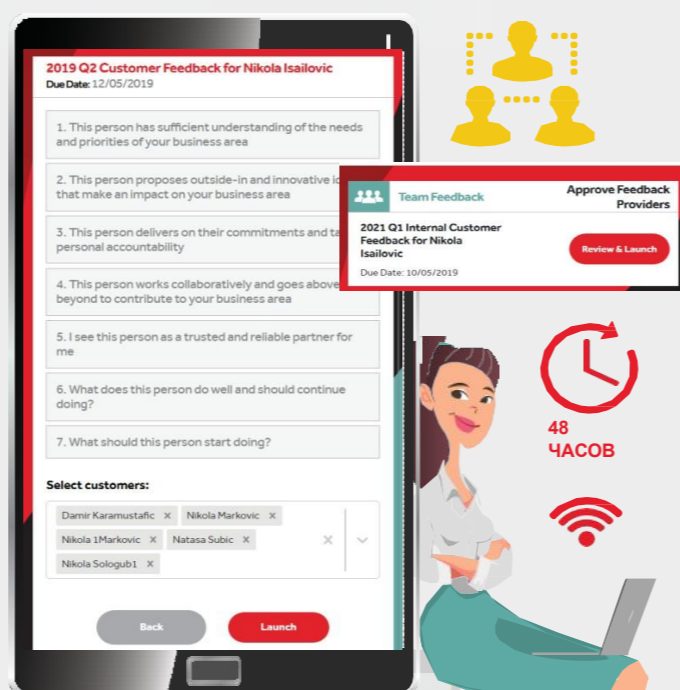 2019 Q2 Customer Feedback for Nikola Isailovic
Due Date: 12/05/2019
1. This person has sufficient understanding of the needs
and priorities of your business area
2. This person proposes outside-in and innovative
that make an impact on your business area
3. This person delivers on their commitments and
personal accountability
4. This person works collaboratively and goes above
beyond to contribute to your business area
5. I see this person as a trusted and reliable partner for
me
6. What does this person do well and should continue
doing?
7. What should this person start doing?
Select customers:
Damir Karamustafic × Nikola Markovic ×
Nikola 1Markovic × Natasa Subic ×
Nikola Sologub1 ×
Back Launch
Team Feedback
Approve Feedback
Providers
2021 Q1 Internal Customer
Feedback for Nikola
Isailovic
Review & Launch
Due Date: 10/05/2019
48
ЧАСОВ